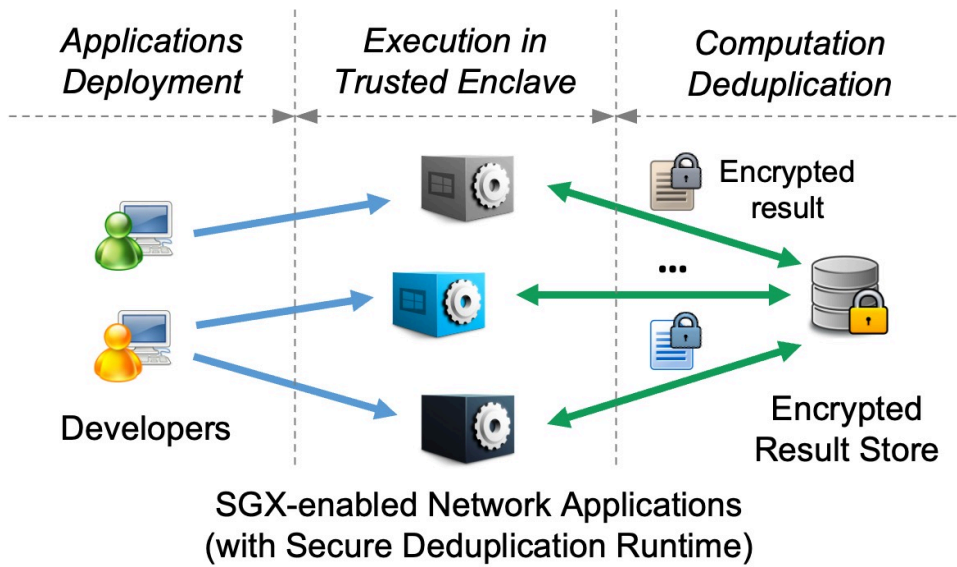 Applications
Deployment
Execution in
Trusted Enclave
Computation
Deduplication
Encrypted
result
...
Developers
Encrypted
Result Store
SGX-enabled Network Applications
(with Secure Deduplication Runtime)